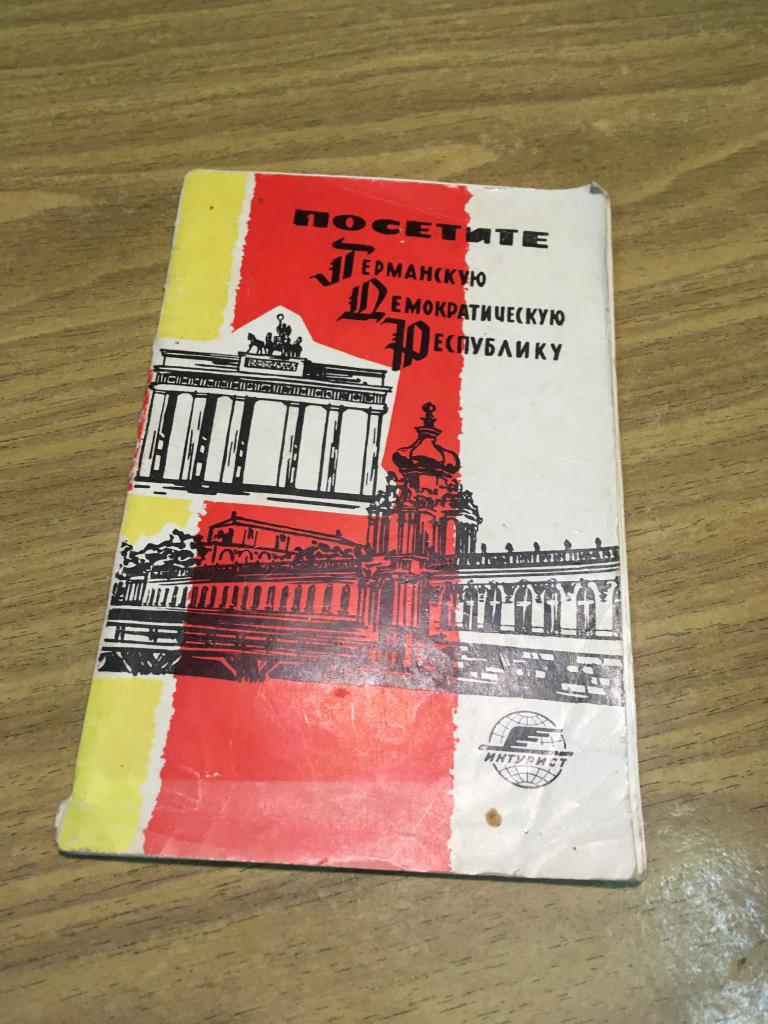 ПОСЕТИТЕ
Германскую
Демократическую
Республику
ИНТУРИСТ